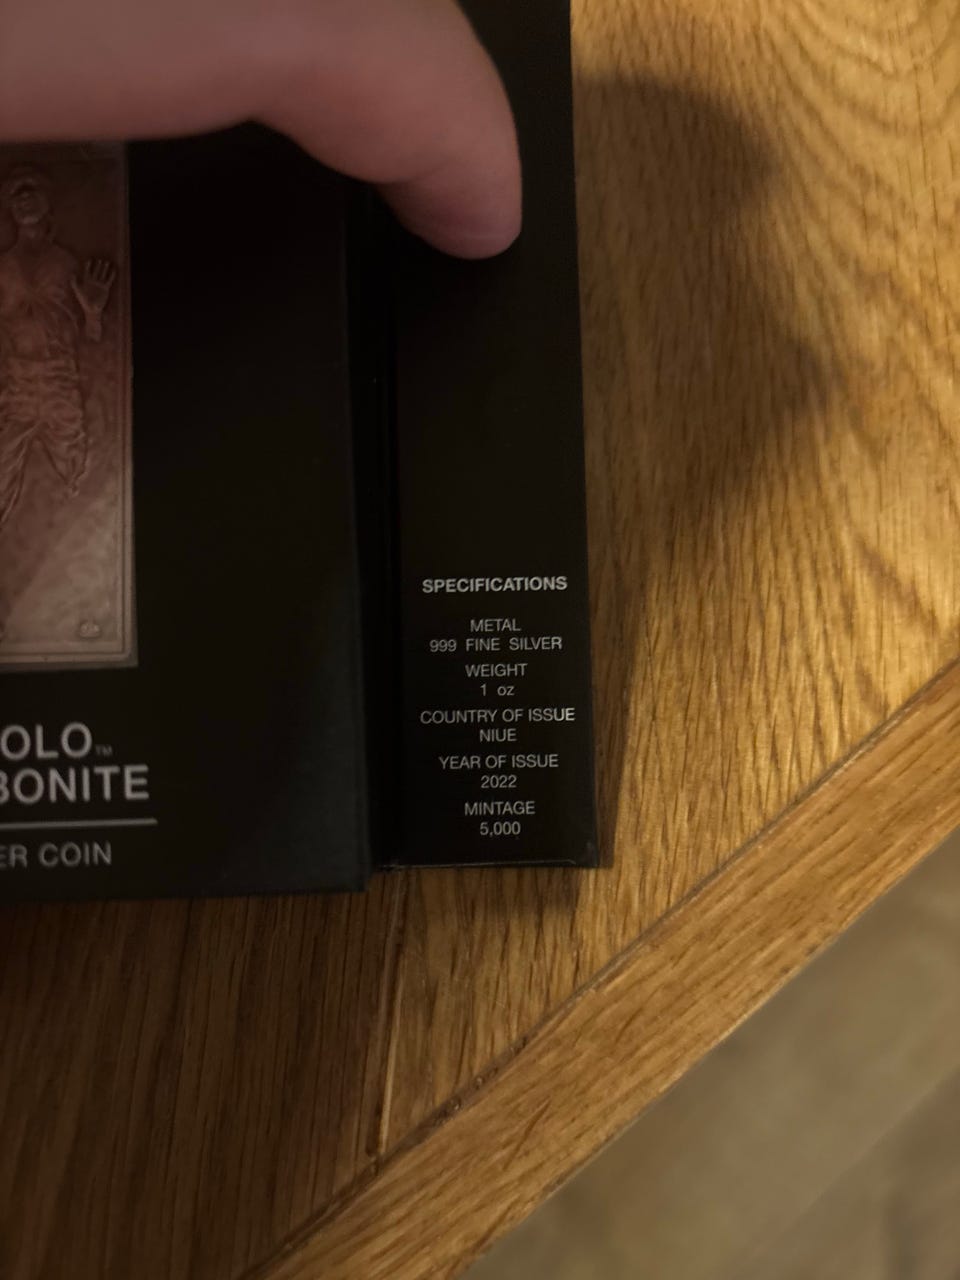 OLO™
BONITE
ER COIN
SPECIFICATIONS
METAL
999 FINE SILVER
WEIGHT
1 oz
COUNTRY OF ISSUE
NIUE
YEAR OF ISSUE
2022
MINTAGE
5,000